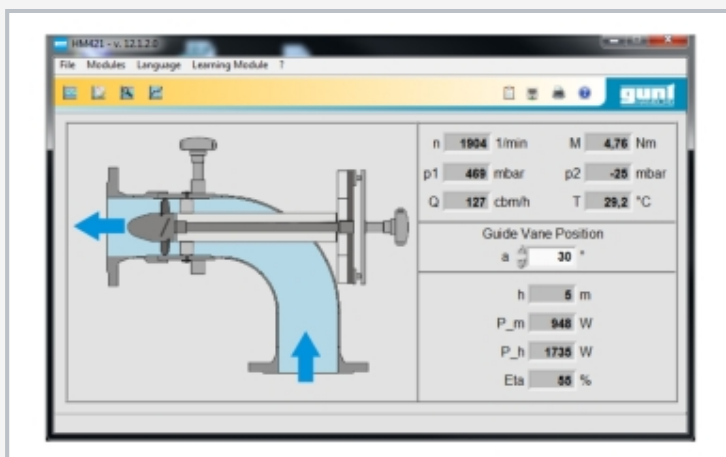 HM421 - v. 12.1.2.0
File Modules Language Learning Module ?
gunt
n 1904 1/min M 4,76 Nm
p1 469 mbar p2 -25 mbar
Q 127 cbm/h T 29,2 °C
Guide Vane Position
a 30 °
h 5 m
P_m 948 W
P_h 1735 W
Eta 55 %